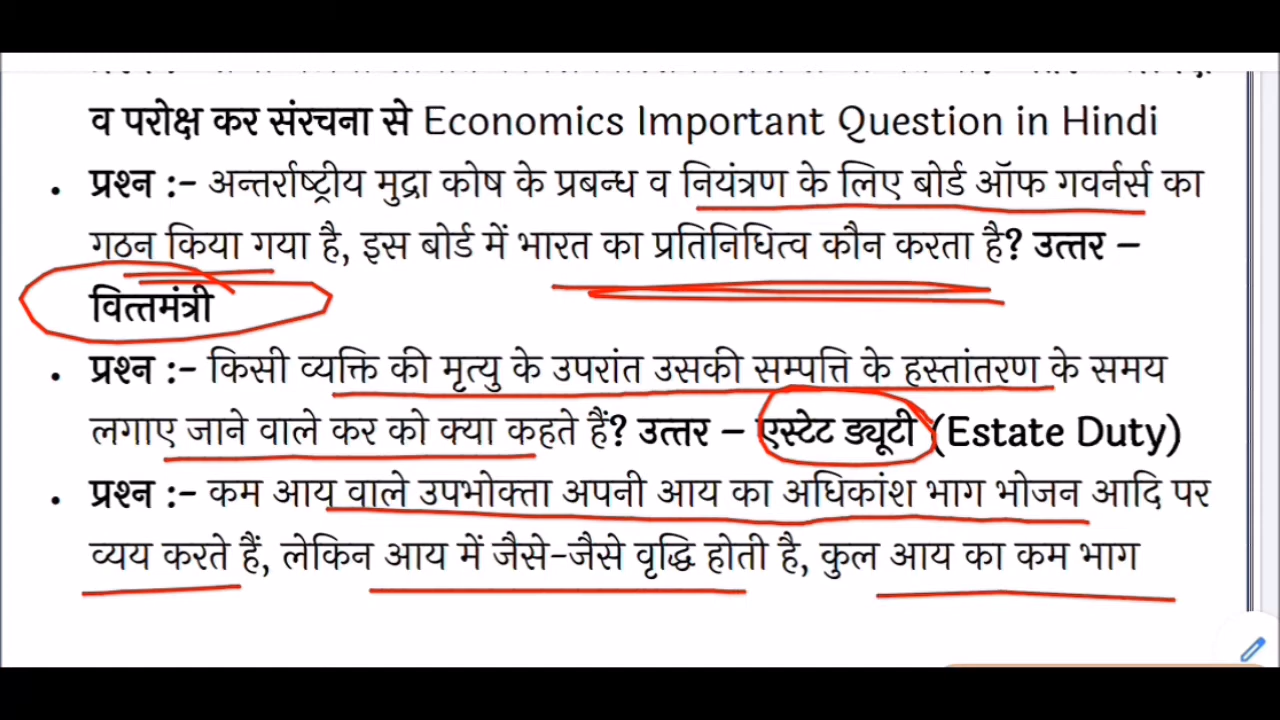 व परोक्ष कर संरचना से Economics Important Question in Hindi
• प्रश्न :- अन्तर्राष्ट्रीय मुद्रा कोष के प्रबन्ध व नियंत्रण के लिए बोर्ड ऑफ गवर्नर्स का
गठन किया गया है, इस बोर्ड में भारत का प्रतिनिधित्व कौन करता है? उत्तर –
वित्तमंत्री
• प्रश्न :- किसी व्यक्ति की मृत्यु के उपरांत उसकी सम्पत्ति के हस्तांतरण के समय
लगाए जाने वाले कर को क्या कहते हैं? उत्तर – एस्टेट ड्यूटी (Estate Duty)
• प्रश्न :- कम आय वाले उपभोक्ता अपनी आय का अधिकांश भाग भोजन आदि पर
व्यय करते हैं, लेकिन आय में जैसे-जैसे वृद्धि होती है, कुल आय का कम भाग